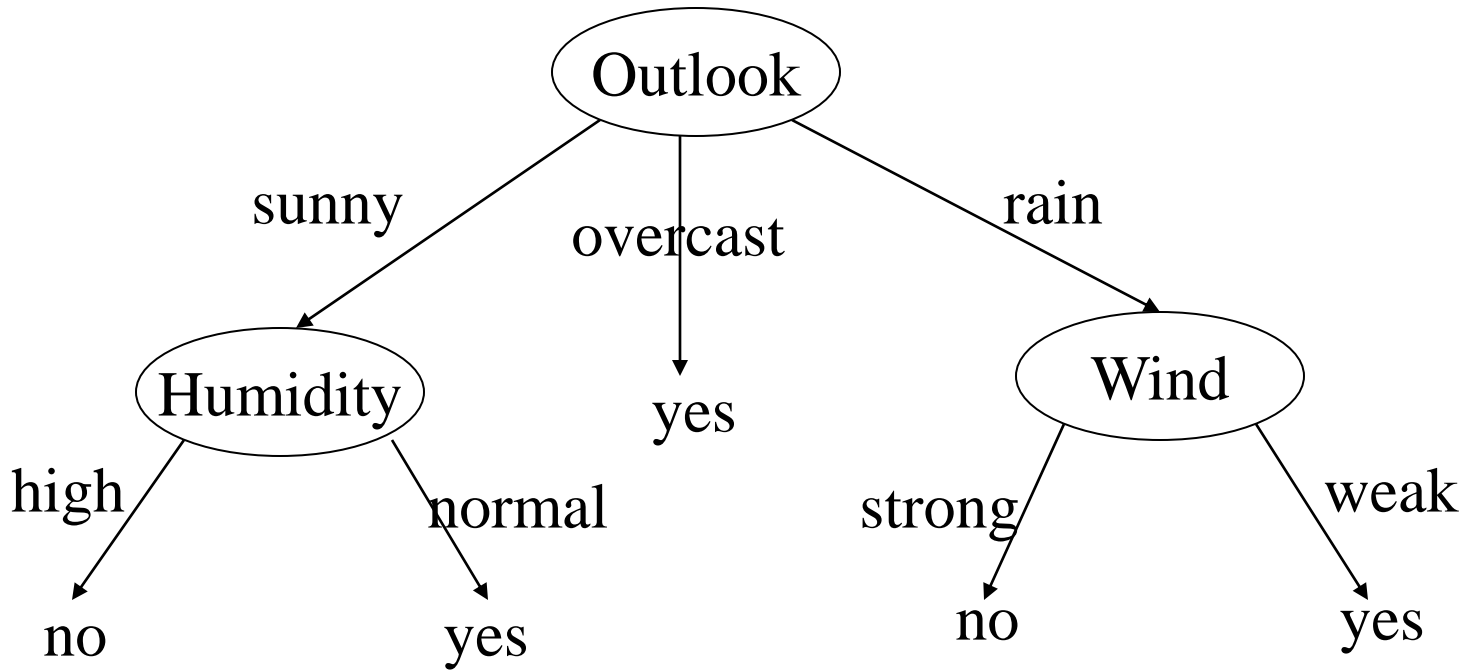 Outlook
sunny
overcast
rain
Humidity
yes
Wind
high
normal
strong
weak
no
yes
no
yes